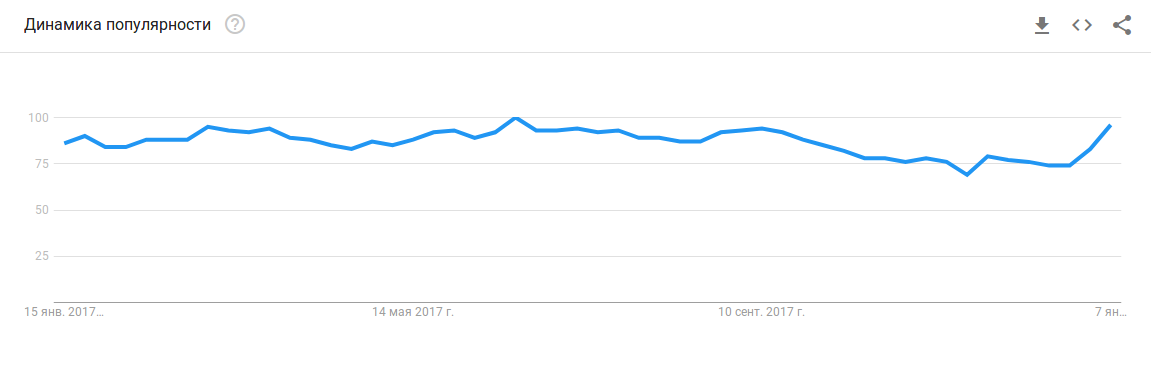 Динамика популярности ?
100
75
50
25
15 янв. 2017…
14 мая 2017 г.
10 сент. 2017 г.
7 ян…